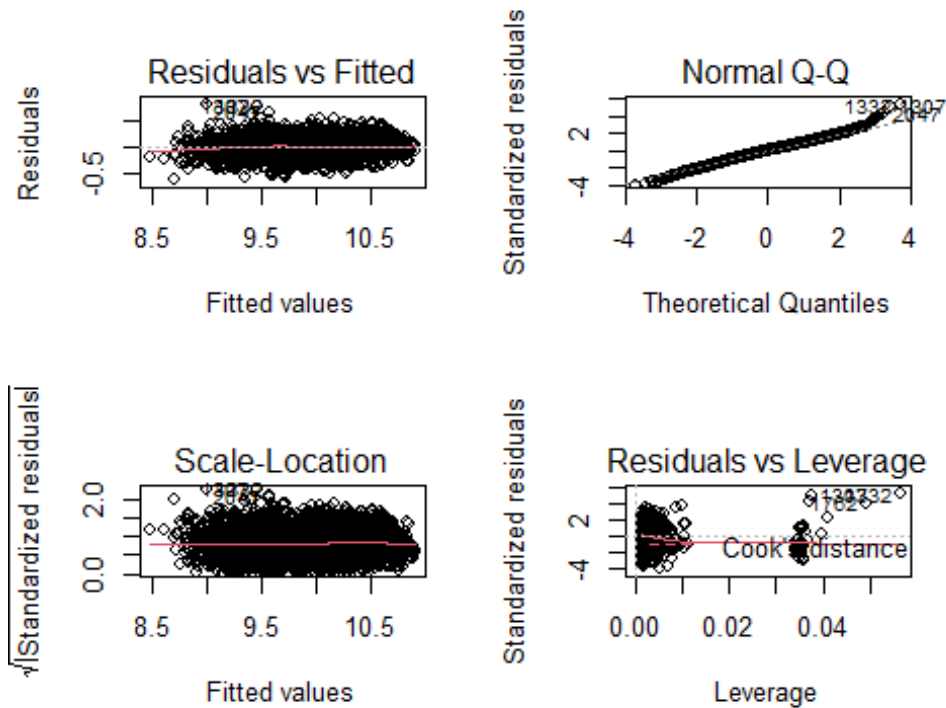 Residuals vs Fitted
Residuals
-0.5
8.5 9.5 10.5
Fitted values
Normal Q-Q
Standardized residuals
2
-4
1307
2047
-4 -2 0 2 4
Theoretical Quantiles
Scale-Location
√|Standardized residuals|
2.0
0.0
8.5 9.5 10.5
Fitted values
Residuals vs Leverage
Standardized residuals
2
-4
1762
Cook's distance
0.00 0.02 0.04
Leverage